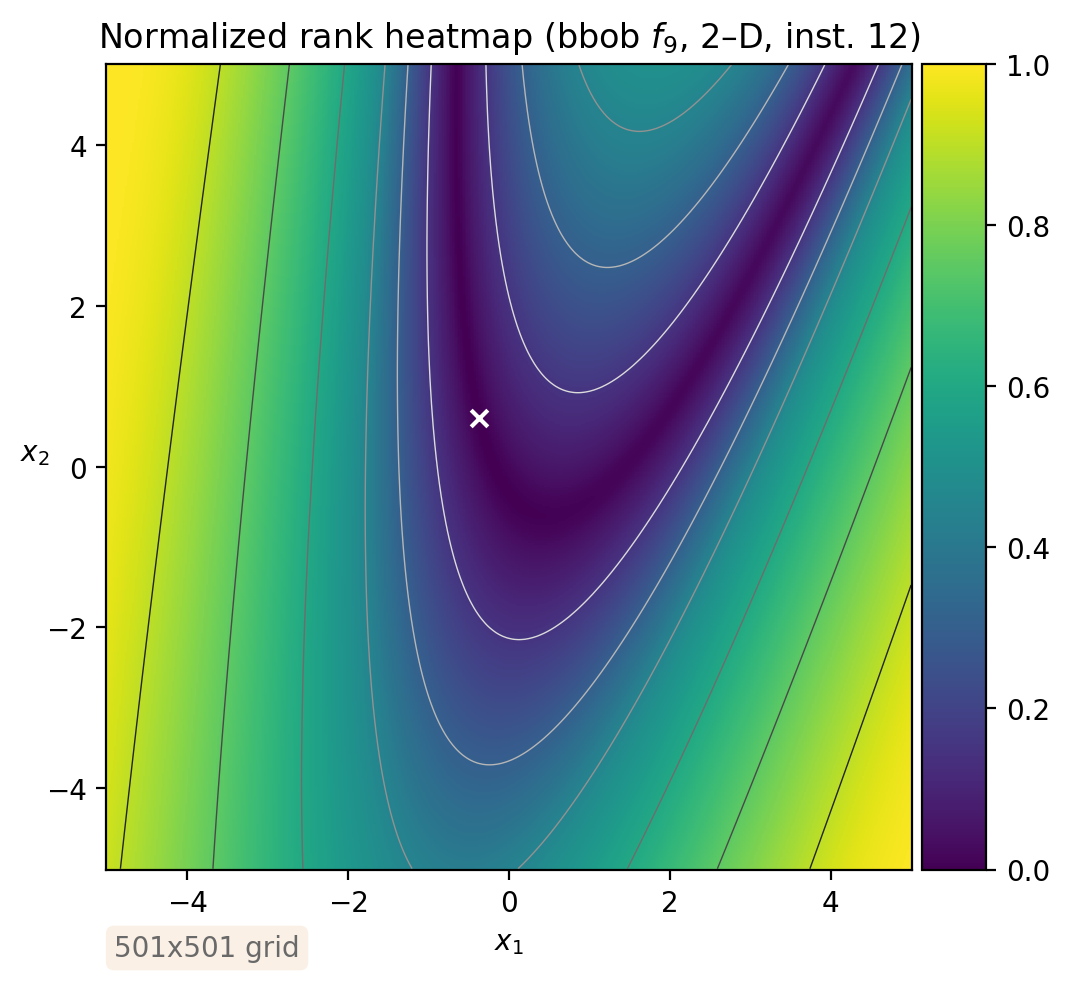 Normalized rank heatmap (bbob f₉, 2–D, inst. 12)
1.0
0.8
0.6
0.4
0.2
0.0
4
2
0
−2
−4
x₂
−4 −2 0 2 4
x₁
501x501 grid